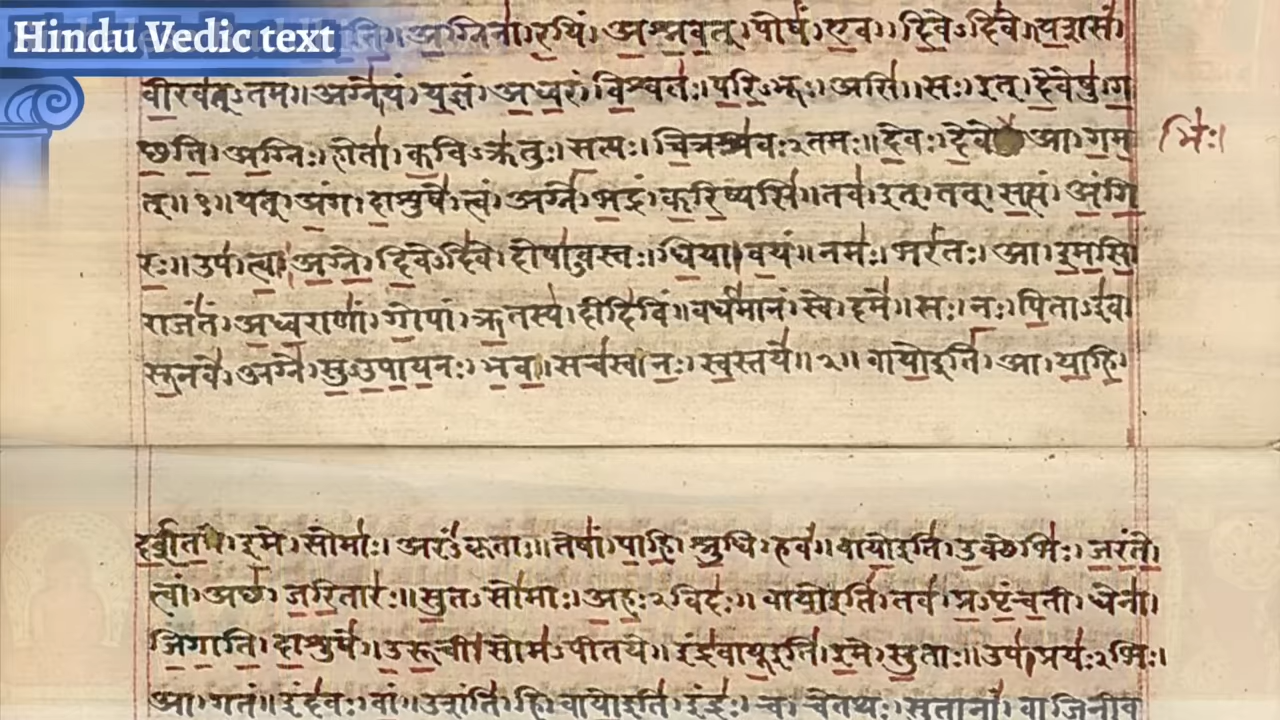 Hindu Vedic text
अग्निना। रयिं। अश्नवत्। पोषं। एव। दिवेऽदिवे॥ यशसं।
वीरवत्ऽतमं॥ अग्ने। यं। यज्ञं। अध्वरं। विश्वतः। परिऽभूः। असि॥ सः। इत्। देवेषु। ग
छति। अग्निः। होता। कविऽक्रतुः। सत्यः। चित्रश्रवःऽतमः॥ देवः। देवे आ। गम
भिः।
त्॥१॥ यत्। अंग। दाशुषे। त्वं। अग्ने। भद्रं। करिष्यसि॥ तव। इत्। तत्। सत्यं। अंगि
रः॥ उप। त्वा। अग्ने। दिवेऽदिवे। दोषाऽवस्तः। धिया। वयं॥ नमः। भरंतः। आ। इमसि
राजंतं। अध्वराणां। गोपां। ऋतस्य। दीदिविं॥ वर्धमानं। स्वे। दमे॥ सः। नः। पिताऽइव।
सूनवे। अग्ने। सुऽउपायनः। भव॥ सचस्व। नः। स्वस्तये॥२॥ वायो इति। आ। याहि।
दर्शत। इमे। सोमाः। अरंऽकृताः॥ तेषां। पाहि। श्रुधि। हवं॥ वायो इति। उक्थेभिः। जरंते।
त्वां। अच्छ। जरितारः॥ सुतऽसोमाः। अहःऽविदः॥ वायो इति। तव। प्रऽपृंचती। धेना।
जिगाति। दाशुषे। उरूची। सोमऽपीतये॥ इंद्रवायू इति। इमे। सुताः॥ उप। प्रयःऽभिः।
आ। गतं॥ इंदवः। वां। उशंति। हि। वायो इति। इंद्रः। च। चेतथः। सुतानां। वाजिनीव